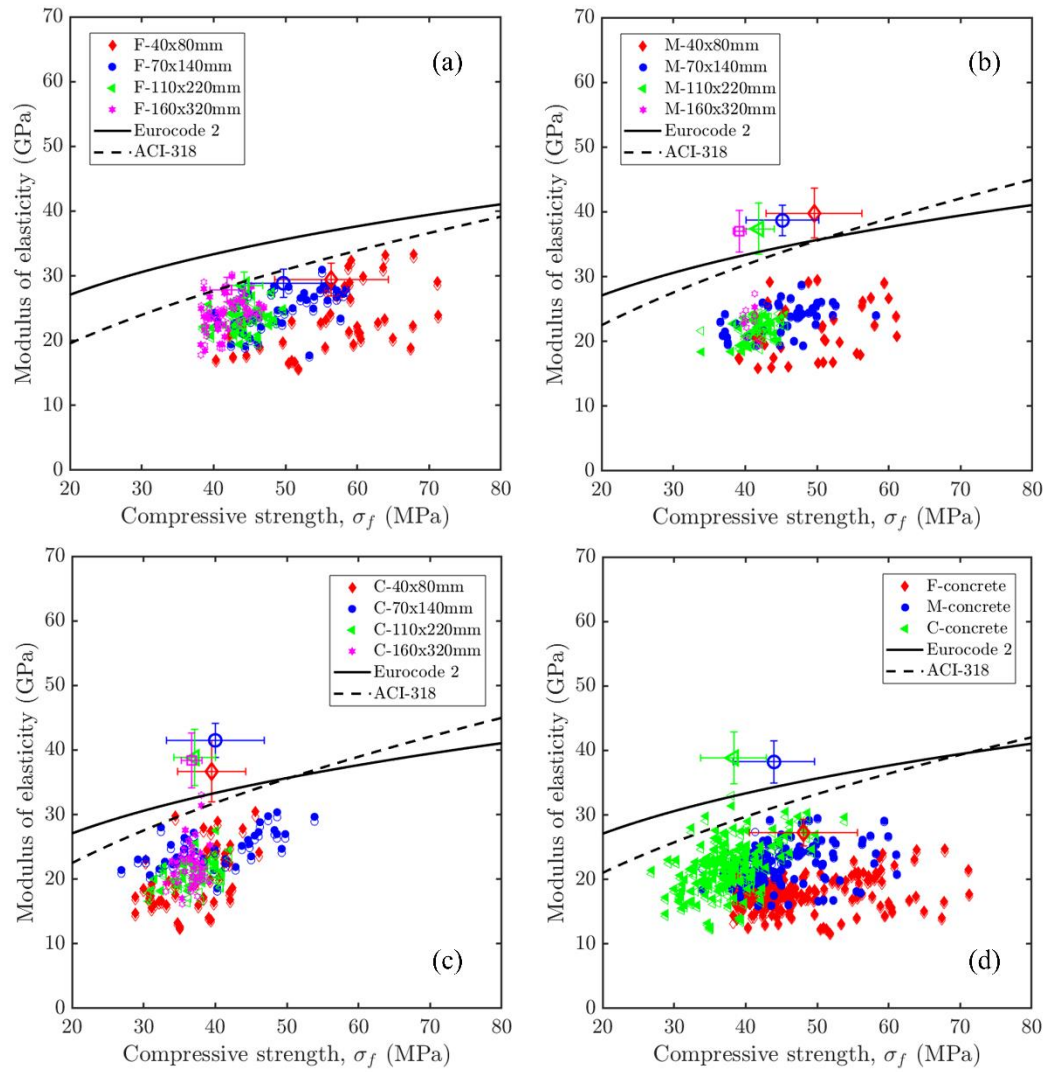 70
60
50
40
30
20
10
0
Modulus of elasticity (GPa)
F-40x80mm
F-70x140mm
F-110x220mm
F-160x320mm
Eurocode 2
ACI-318
(a)
20 30 40 50 60 70 80
Compressive strength, σf (MPa)
70
60
50
40
30
20
10
0
Modulus of elasticity (GPa)
M-40x80mm
M-70x140mm
M-110x220mm
M-160x320mm
Eurocode 2
ACI-318
(b)
20 30 40 50 60 70 80
Compressive strength, σf (MPa)
70
60
50
40
30
20
10
0
Modulus of elasticity (GPa)
C-40x80mm
C-70x140mm
C-110x220mm
C-160x320mm
Eurocode 2
ACI-318
(c)
20 30 40 50 60 70 80
Compressive strength, σf (MPa)
70
60
50
40
30
20
10
0
Modulus of elasticity (GPa)
F-concrete
M-concrete
C-concrete
Eurocode 2
ACI-318
(d)
20 30 40 50 60 70 80
Compressive strength, σf (MPa)